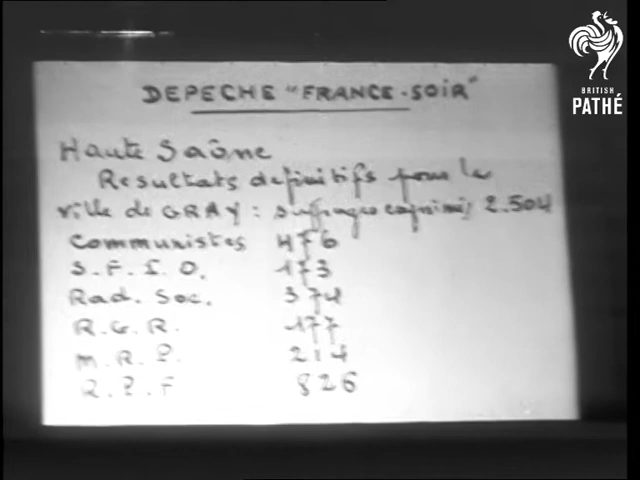 DEPECHE "FRANCE-SOIR"
Haute Saône
Resultats definitifs pour la
ville de GRAY : suffrages exprimés 2.504
Communistes 476
S.F.I.O. 173
Rad. Soc. 374
R.G.R. 177
M.R.P. 214
R.P.F 826
BRITISH
PATHÉ